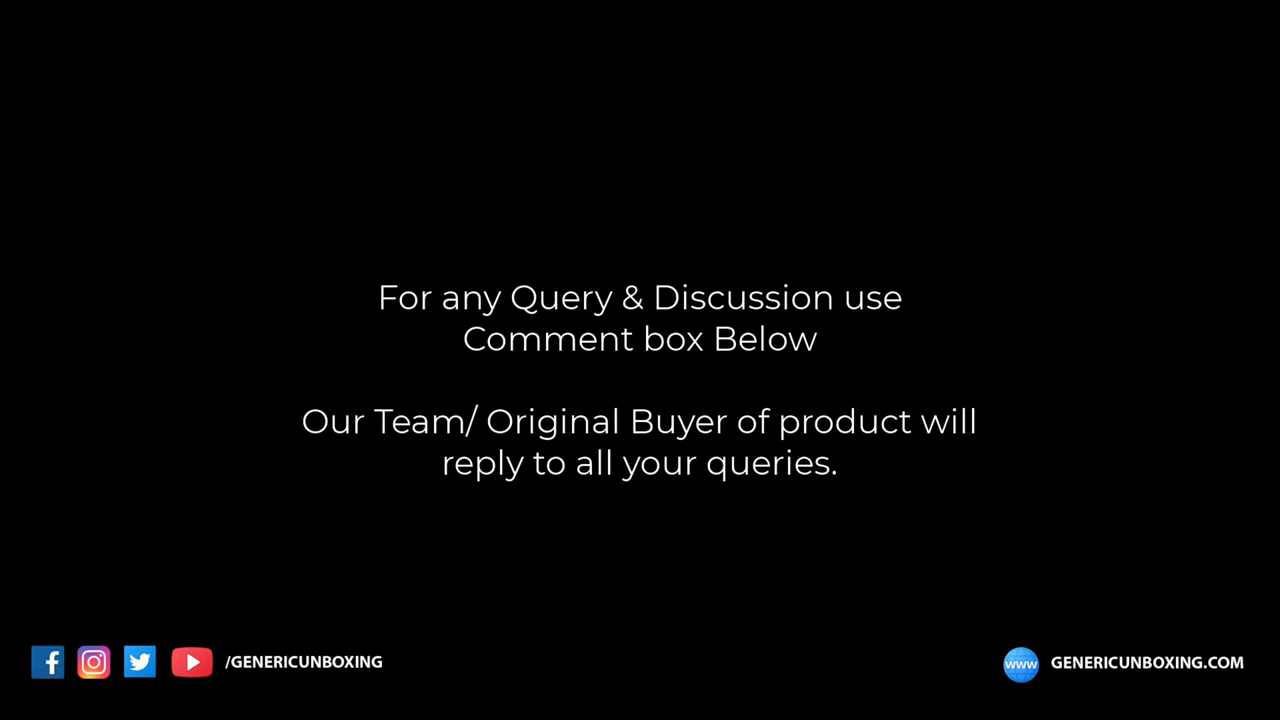 For any Query & Discussion use
Comment box Below
Our Team/ Original Buyer of product will
reply to all your queries.
/GENERICUNBOXING
www GENERICUNBOXING.COM